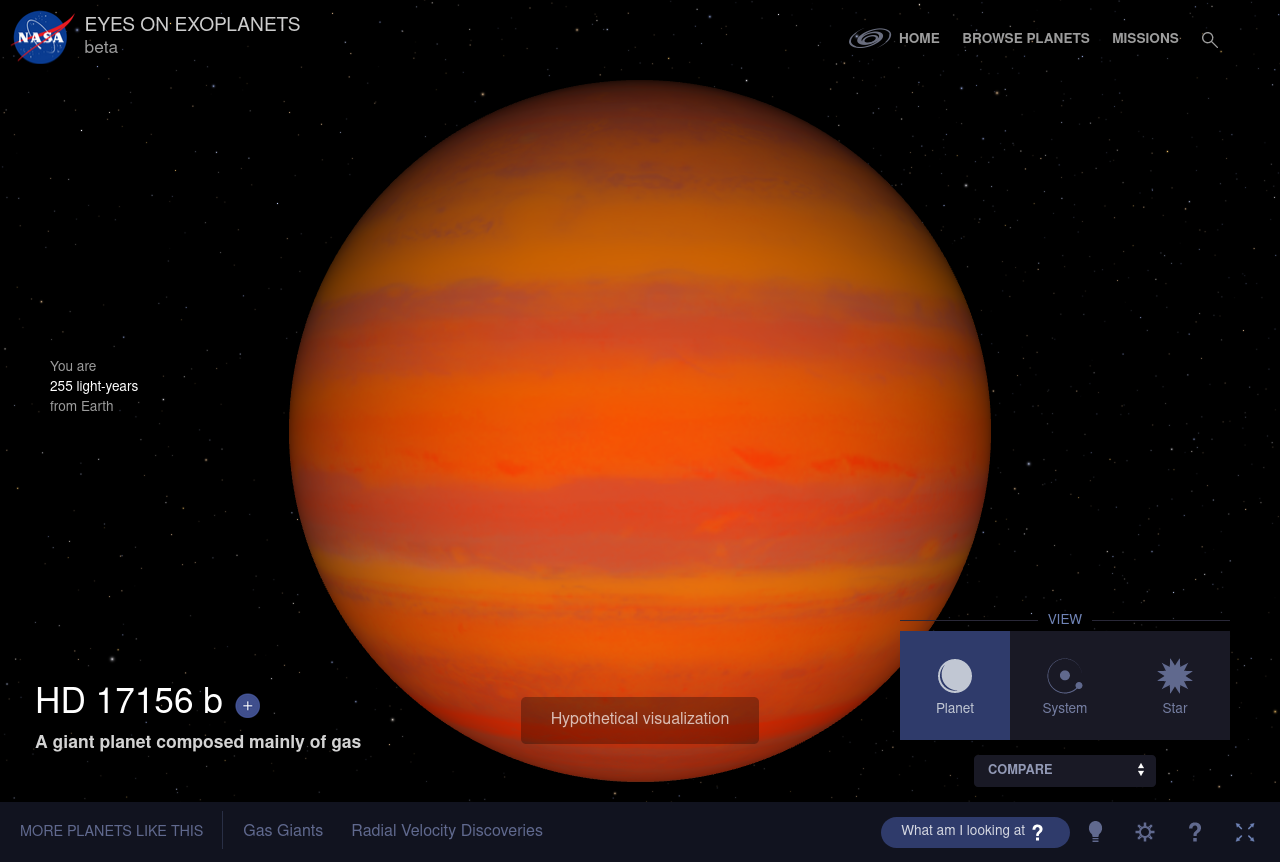 NASA
EYES ON EXOPLANETS
beta
HOME
BROWSE PLANETS
MISSIONS
You are
255 light-years
from Earth
HD 17156 b +
A giant planet composed mainly of gas
Hypothetical visualization
VIEW
Planet
System
Star
COMPARE
MORE PLANETS LIKE THIS
Gas Giants
Radial Velocity Discoveries
What am I looking at ?
?